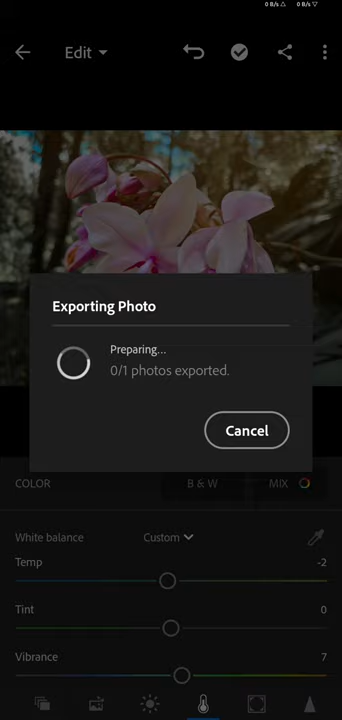 0 B/s △ 0 B/s ▽
Edit
Exporting Photo
Preparing...
0/1 photos exported.
Cancel
COLOR B & W MIX
White balance Custom
Temp -2
Tint 0
Vibrance 7